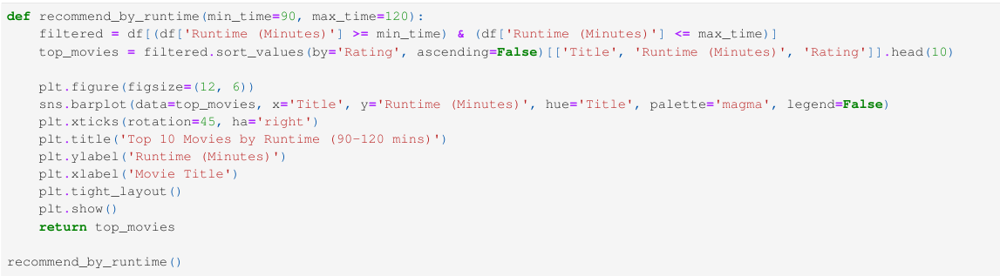 def recommend_by_runtime(min_time=90, max_time=120):
    filtered = df[(df['Runtime (Minutes)'] >= min_time) & (df['Runtime (Minutes)'] <= max_time)]
    top_movies = filtered.sort_values(by='Rating', ascending=False)[['Title', 'Runtime (Minutes)', 'Rating']].head(10)

    plt.figure(figsize=(12, 6))
    sns.barplot(data=top_movies, x='Title', y='Runtime (Minutes)', hue='Title', palette='magma', legend=False)
    plt.xticks(rotation=45, ha='right')
    plt.title('Top 10 Movies by Runtime (90-120 mins)')
    plt.ylabel('Runtime (Minutes)')
    plt.xlabel('Movie Title')
    plt.tight_layout()
    plt.show()
    return top_movies

recommend_by_runtime()